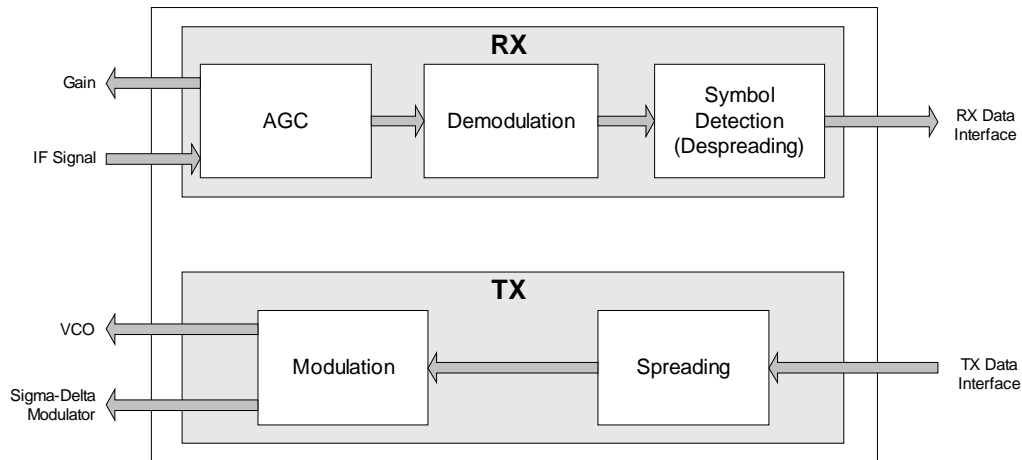 RX
Gain
IF Signal
AGC
Demodulation
Symbol
Detection
(Despreading)
RX Data
Interface
TX
VCO
Sigma-Delta
Modulator
Modulation
Spreading
TX Data
Interface